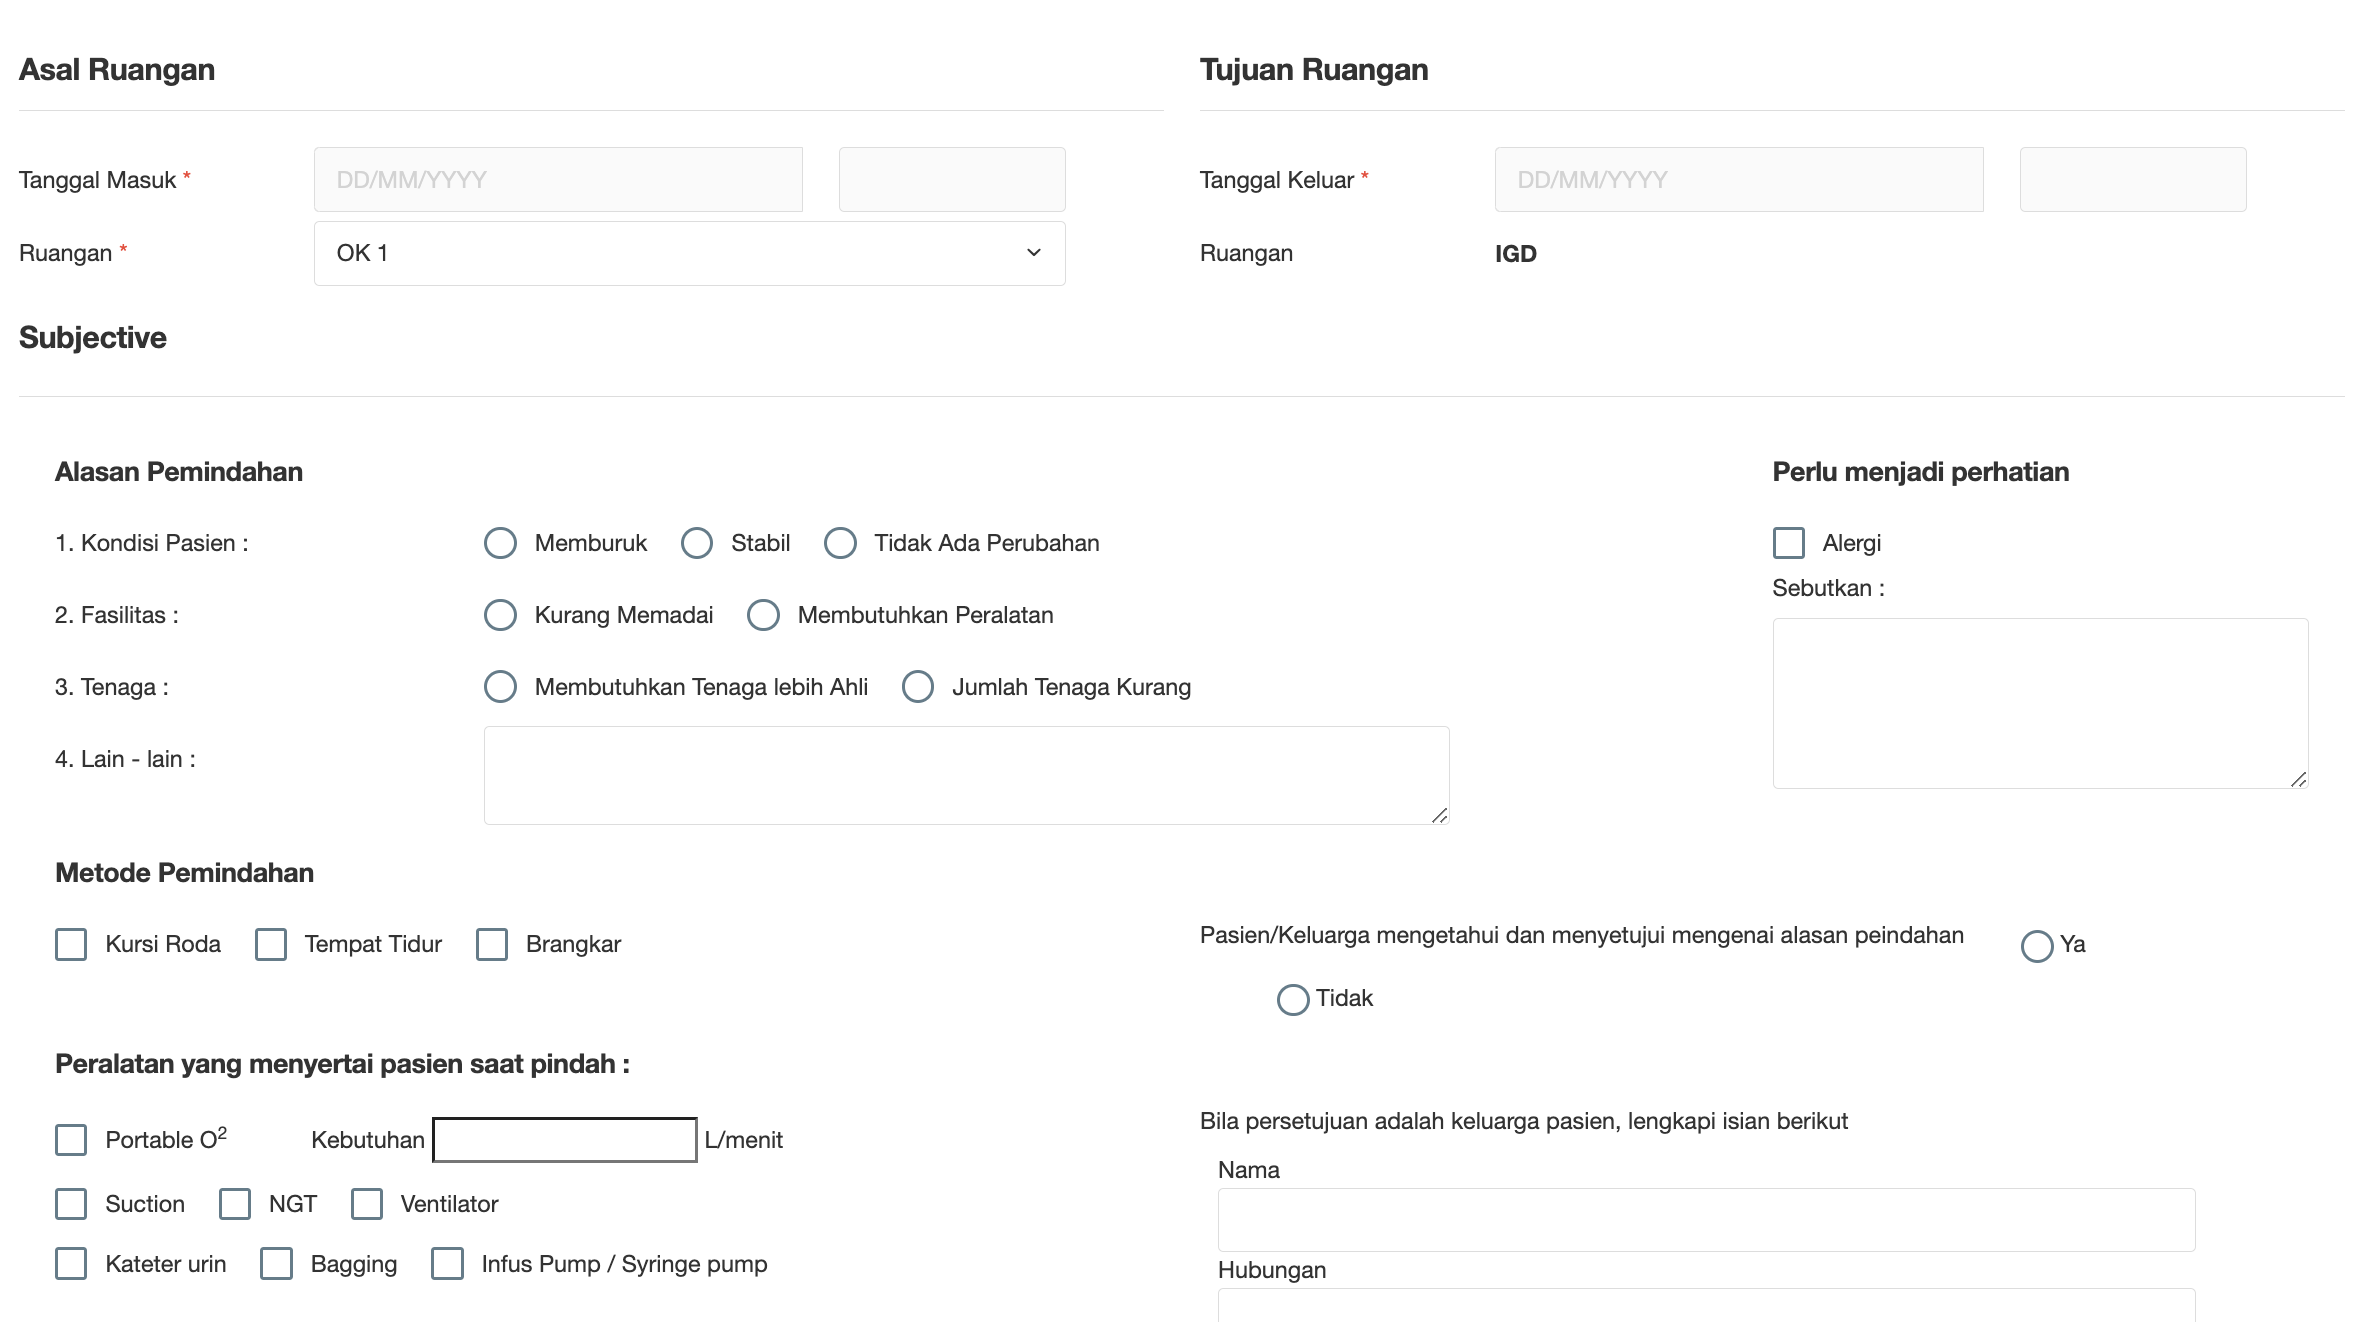 Asal Ruangan
Tanggal Masuk *
DD/MM/YYYY
Ruangan *
OK 1
Tujuan Ruangan
Tanggal Keluar *
DD/MM/YYYY
Ruangan
IGD
Subjective
Alasan Pemindahan
1. Kondisi Pasien :
Memburuk
Stabil
Tidak Ada Perubahan
2. Fasilitas :
Kurang Memadai
Membutuhkan Peralatan
3. Tenaga :
Membutuhkan Tenaga lebih Ahli
Jumlah Tenaga Kurang
4. Lain - lain :
Perlu menjadi perhatian
Alergi
Sebutkan :
Metode Pemindahan
Kursi Roda
Tempat Tidur
Brangkar
Pasien/Keluarga mengetahui dan menyetujui mengenai alasan peindahan
Ya
Tidak
Peralatan yang menyertai pasien saat pindah :
Portable O²
Kebutuhan
L/menit
Suction
NGT
Ventilator
Kateter urin
Bagging
Infus Pump / Syringe pump
Bila persetujuan adalah keluarga pasien, lengkapi isian berikut
Nama
Hubungan